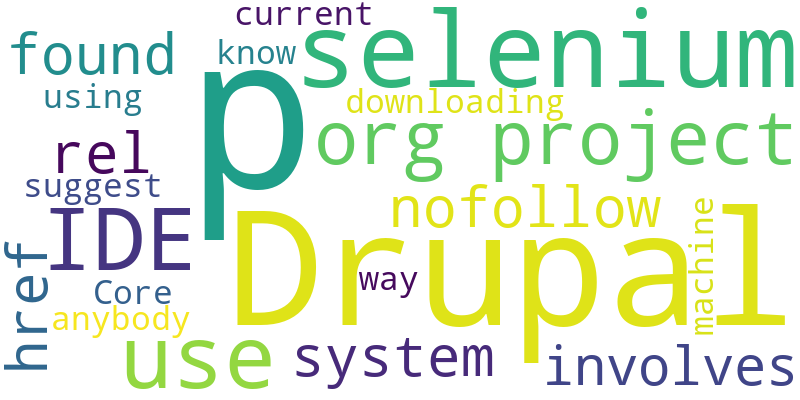 current
selenium
found
know
p
using
downloading
org project
rel
suggest
nofollow
IDE
Drupal
machine
href
way
Core
anybody
use
system
involves